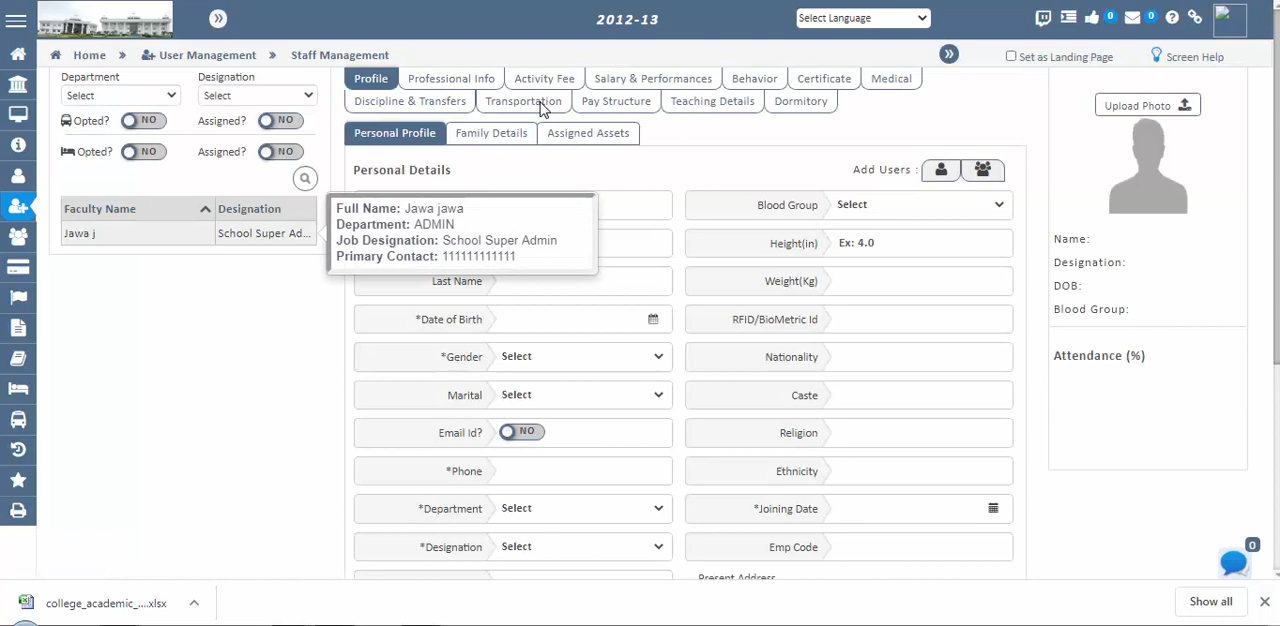 2012-13
Select Language
0
0
Home » User Management » Staff Management
Set as Landing Page
Screen Help
Department
Designation
Select
Select
Opted? NO
Assigned? NO
Opted? NO
Assigned? NO
Faculty Name
Designation
Jawa j
School Super Ad...
Full Name: Jawa jawa
Department: ADMIN
Job Designation: School Super Admin
Primary Contact: 111111111111
Profile
Professional Info
Activity Fee
Salary & Performances
Behavior
Certificate
Medical
Discipline & Transfers
Transportation
Pay Structure
Teaching Details
Dormitory
Personal Profile
Family Details
Assigned Assets
Personal Details
Add Users :
Last Name
*Date of Birth
*Gender Select
Marital Select
Email Id? NO
*Phone
*Department Select
*Designation Select
Blood Group Select
Height(in) Ex: 4.0
Weight(Kg)
RFID/BioMetric Id
Nationality
Caste
Religion
Ethnicity
*Joining Date
Emp Code
Present Address
Upload Photo
Name:
Designation:
DOB:
Blood Group:
Attendance (%)
0
college_academic_....xlsx
Show all